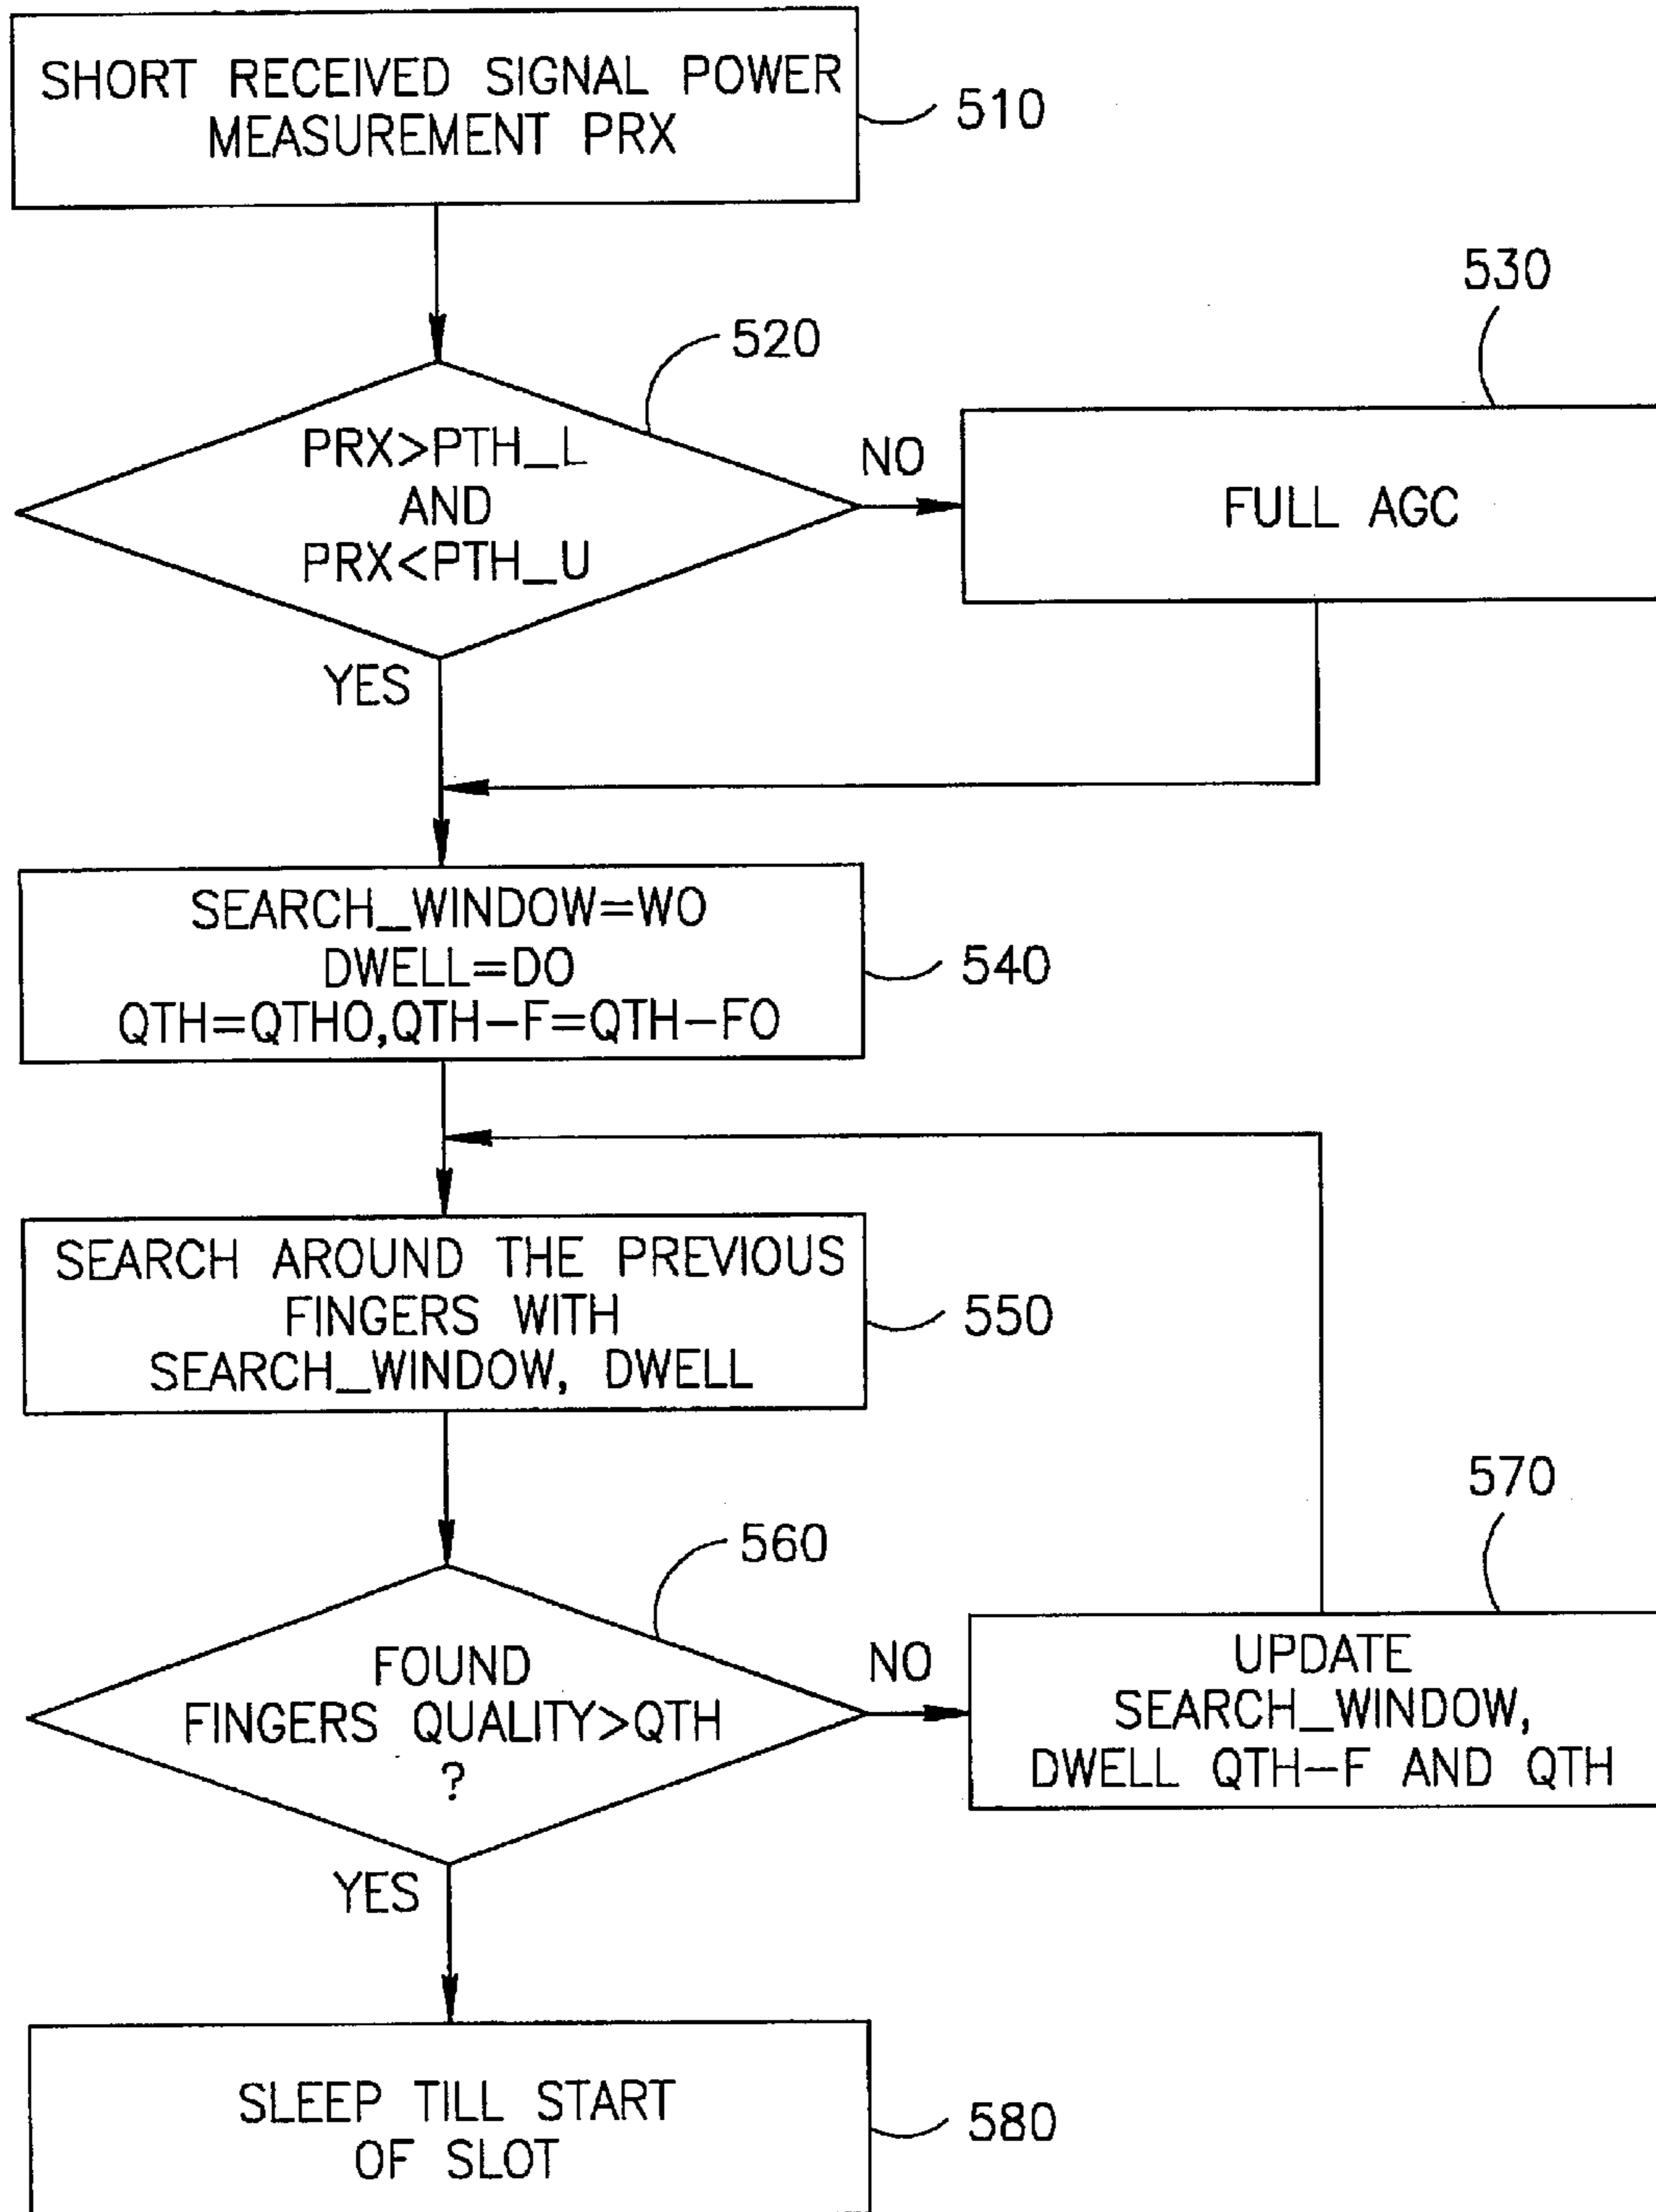 SHORT RECEIVED SIGNAL POWER
MEASUREMENT PRX
510
520
PRX>PTH_L
AND
PRX<PTH_U
NO
530
FULL AGC
YES
SEARCH_WINDOW=WO
DWELL=DO
QTH=QTHO,QTH-F=QTH-FO
540
SEARCH AROUND THE PREVIOUS
FINGERS WITH
SEARCH_WINDOW, DWELL
550
560
FOUND
FINGERS QUALITY>QTH
?
NO
570
UPDATE
SEARCH_WINDOW,
DWELL QTH-F AND QTH
YES
SLEEP TILL START
OF SLOT
580